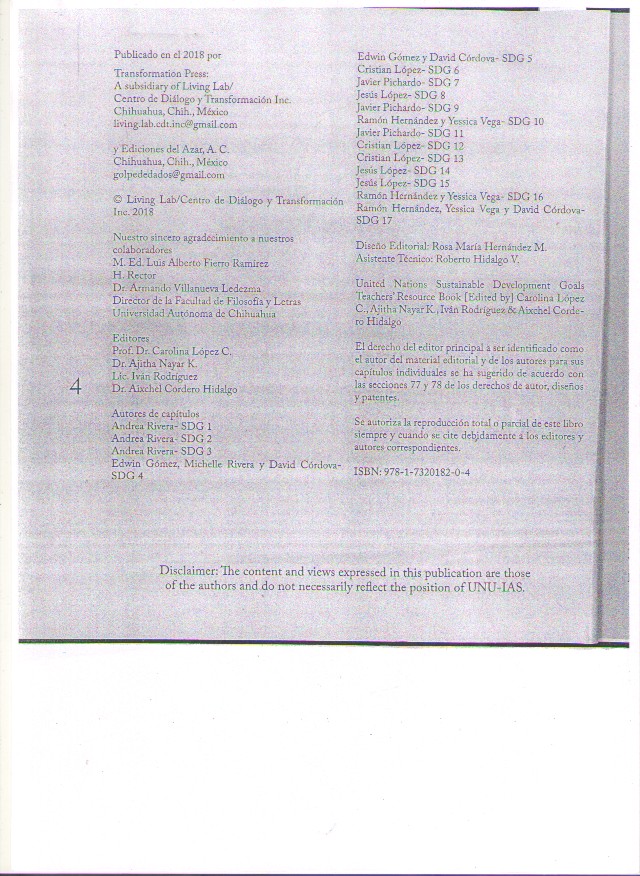 Publicado en el 2018 por
Transformation Press:
A subsidiary of Living Lab/
Centro de Diálogo y Transformación Inc.
Chihuahua, Chih., México
living.lab.cdt.inc@gmail.com
y Ediciones del Azar, A. C.
Chihuahua, Chih., México
golpededados@gmail.com
© Living Lab/Centro de Diálogo y Transformación
Inc. 2018
Nuestro sincero agradecimiento a nuestros
colaboradores
M. Ed. Luis Alberto Fierro Ramírez
H. Rector
Dr. Armando Villanueva Ledezma
Director de la Facultad de Filosofía y Letras
Universidad Autónoma de Chihuahua
Editores
Prof. Dr. Carolina López C.
Dr. Ajitha Nayar K.
Lic. Iván Rodríguez
Dr. Aixchel Cordero Hidalgo
4
Autores de capítulos
Andrea Rivera- SDG 1
Andrea Rivera- SDG 2
Andrea Rivera- SDG 3
Edwin Gómez, Michelle Rivera y David Córdova-
SDG 4
Edwin Gómez y David Córdova- SDG 5
Cristian López- SDG 6
Javier Pichardo- SDG 7
Jesús López- SDG 8
Javier Pichardo- SDG 9
Ramón Hernández y Yessica Vega- SDG 10
Javier Pichardo- SDG 11
Cristian López- SDG 12
Cristian López- SDG 13
Jesús López- SDG 14
Jesús López- SDG 15
Ramón Hernández y Yessica Vega- SDG 16
Ramón Hernández, Yessica Vega y David Córdova-
SDG 17
Diseño Editorial: Rosa María Hernández M.
Asistente Técnico: Roberto Hidalgo V.
United Nations Sustainable Development Goals
Teachers' Resource Book [Edited by] Carolina López
C., Ajitha Nayar K., Iván Rodríguez & Aixchel Corde-
ro Hidalgo
El derecho del editor principal a ser identificado como
el autor del material editorial y de los autores para sus
capítulos individuales se ha sugerido de acuerdo con
las secciones 77 y 78 de los derechos de autor, diseños
y patentes.
Se autoriza la reproducción total o parcial de este libro
siempre y cuando se cite debidamente a los editores y
autores correspondientes.
ISBN: 978-1-7320182-0-4
Disclaimer: The content and views expressed in this publication are those
of the authors and do not necessarily reflect the position of UNU-IAS.